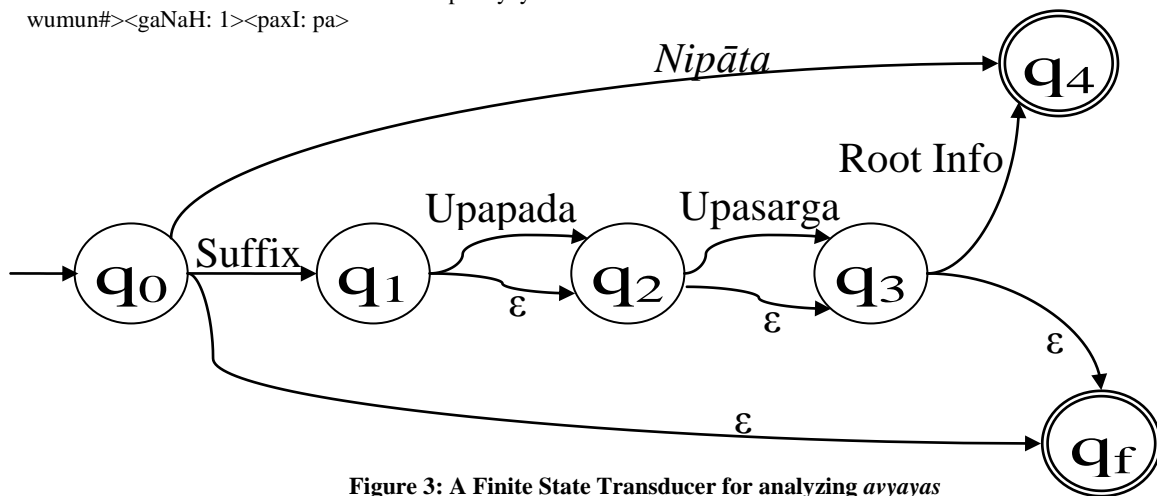 wumun#><gaNaH: 1><paxI: pa>
Nipāta
q4
Root Info
Upapada
Upasarga
q0
Suffix
q1
q2
q3
ε
ε
ε
ε
qf
Figure 3: A Finite State Transducer for analyzing avyayas